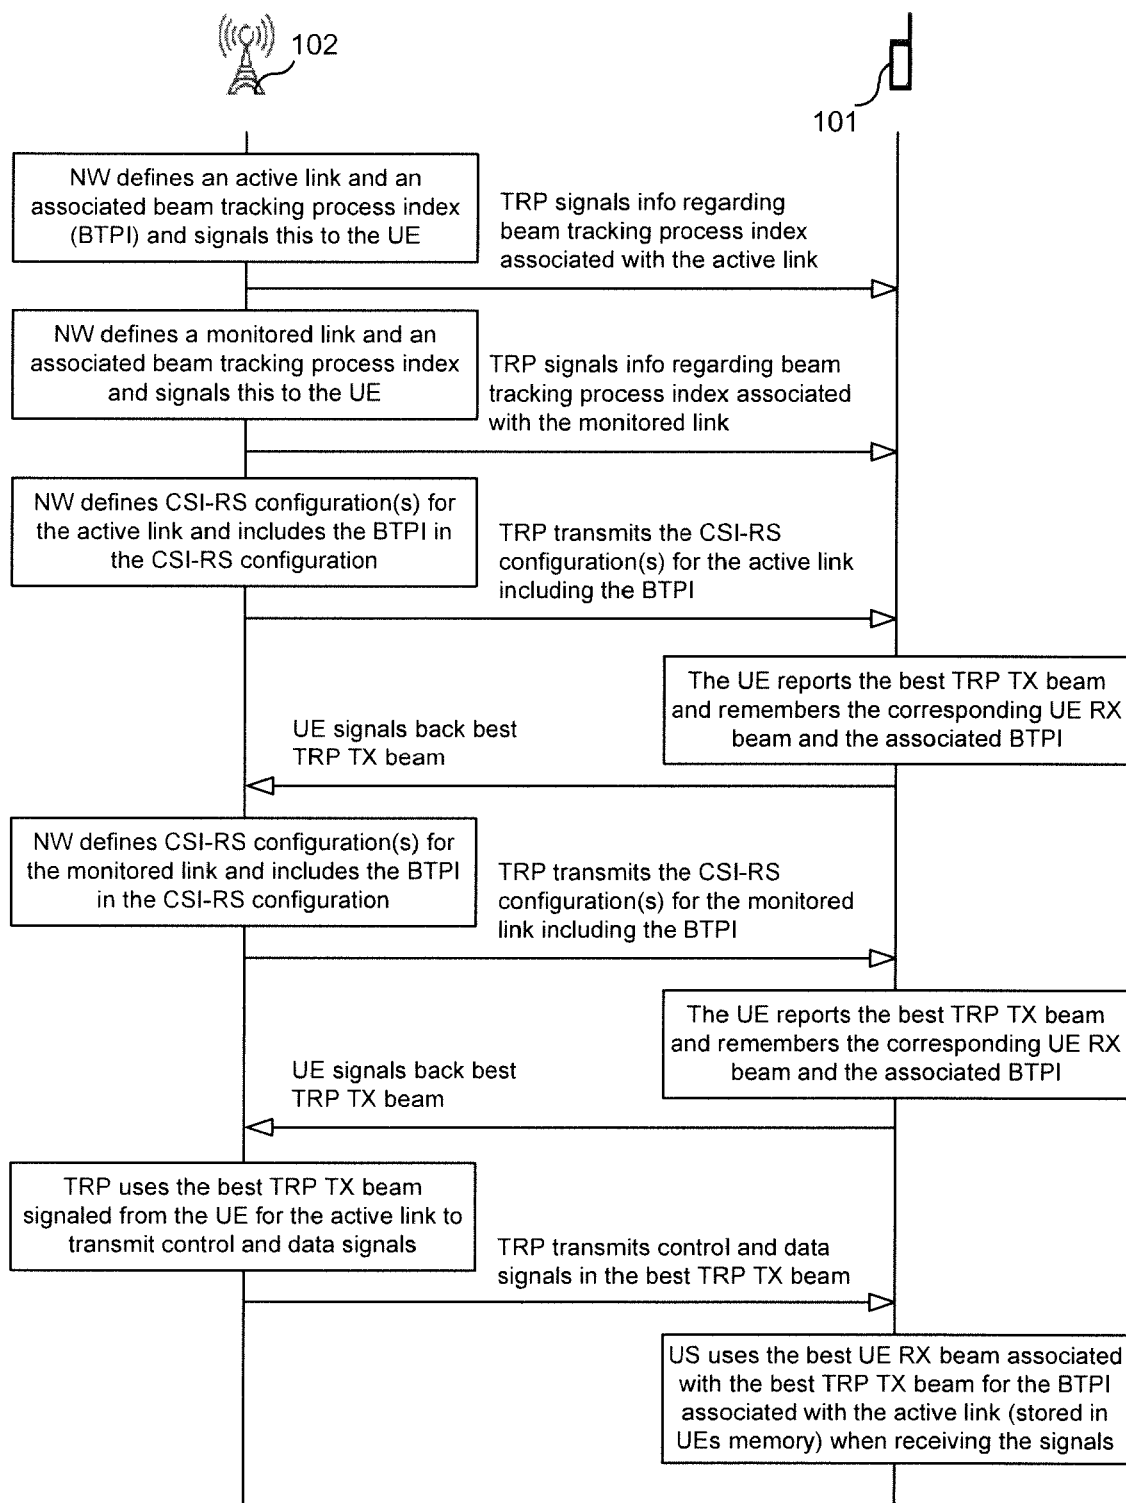 102
101
NW defines an active link and an
associated beam tracking process index
(BTPI) and signals this to the UE
TRP signals info regarding
beam tracking process index
associated with the active link
NW defines a monitored link and an
associated beam tracking process index
and signals this to the UE
TRP signals info regarding beam
tracking process index associated
with the monitored link
NW defines CSI-RS configuration(s) for
the active link and includes the BTPI in
the CSI-RS configuration
TRP transmits the CSI-RS
configuration(s) for the active link
including the BTPI
The UE reports the best TRP TX beam
and remembers the corresponding UE RX
beam and the associated BTPI
UE signals back best
TRP TX beam
NW defines CSI-RS configuration(s) for
the monitored link and includes the BTPI
in the CSI-RS configuration
TRP transmits the CSI-RS
configuration(s) for the monitored
link including the BTPI
The UE reports the best TRP TX beam
and remembers the corresponding UE RX
beam and the associated BTPI
UE signals back best
TRP TX beam
TRP uses the best TRP TX beam
signaled from the UE for the active link to
transmit control and data signals
TRP transmits control and data
signals in the best TRP TX beam
US uses the best UE RX beam associated
with the best TRP TX beam for the BTPI
associated with the active link (stored in
UEs memory) when receiving the signals